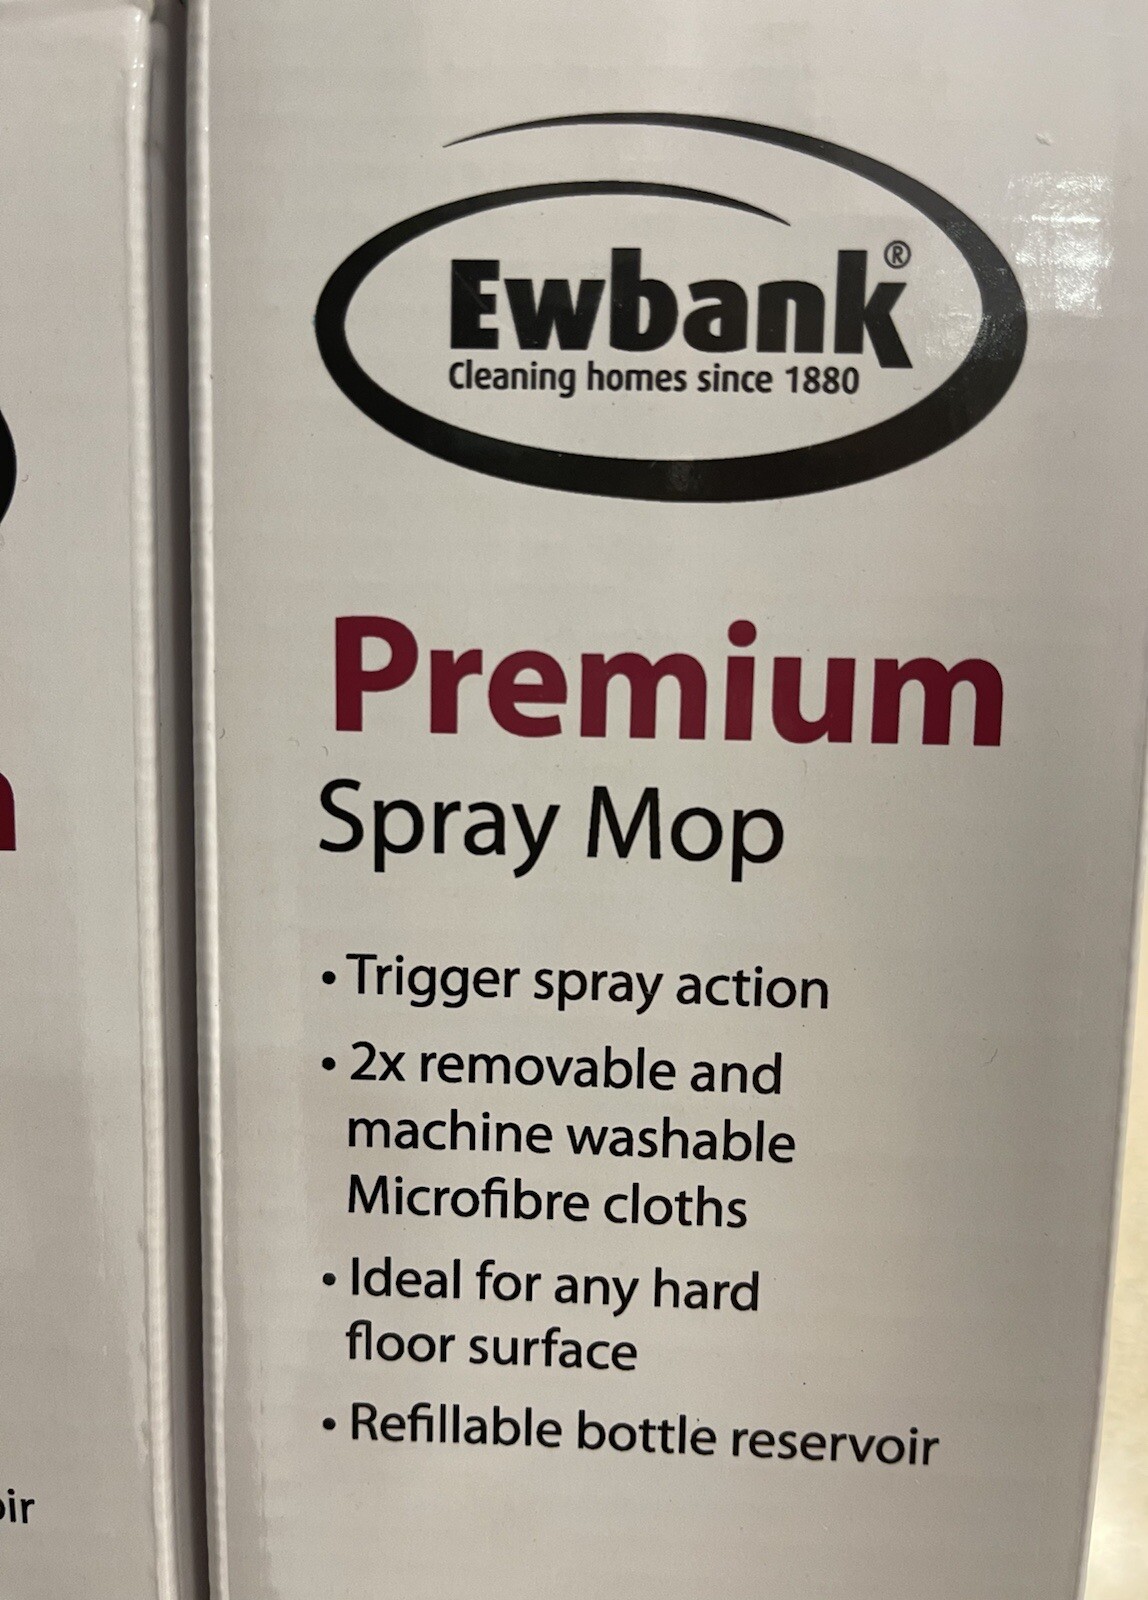 Ewbank®
Cleaning homes since 1880
Premium
Spray Mop
• Trigger spray action
• 2x removable and
machine washable
Microfibre cloths
• Ideal for any hard
floor surface
• Refillable bottle reservoir